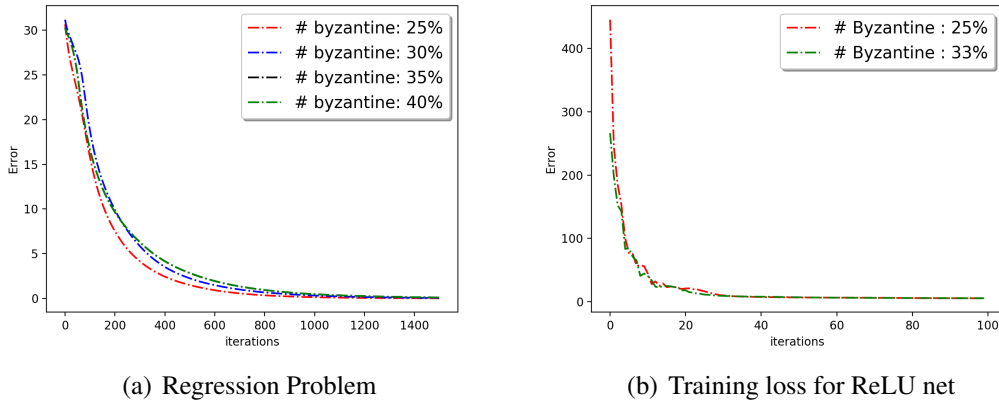 30
25
20
15
10
5
0
Error
0 200 400 600 800 1000 1200 1400
iterations
# byzantine: 25%
# byzantine: 30%
# byzantine: 35%
# byzantine: 40%
(a) Regression Problem
400
300
200
100
0
Error
0 20 40 60 80 100
iterations
# Byzantine : 25%
# Byzantine : 33%
(b) Training loss for ReLU net